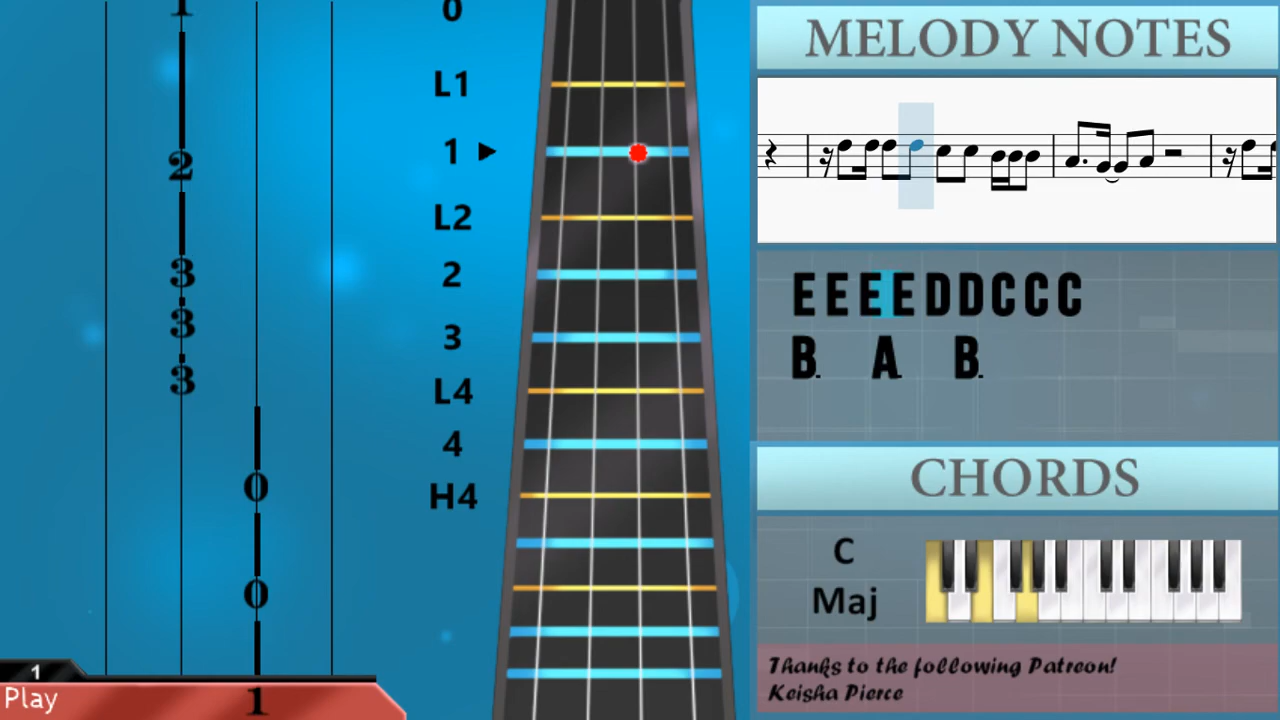 1
2
3
3
3
0
0
1
1
Play
0
L1
1
L2
2
3
L4
4
H4
MELODY NOTES
EEEEDDCCC
B. A. B.
CHORDS
C
Maj
Thanks to the following Patreon!
Keisha Pierce